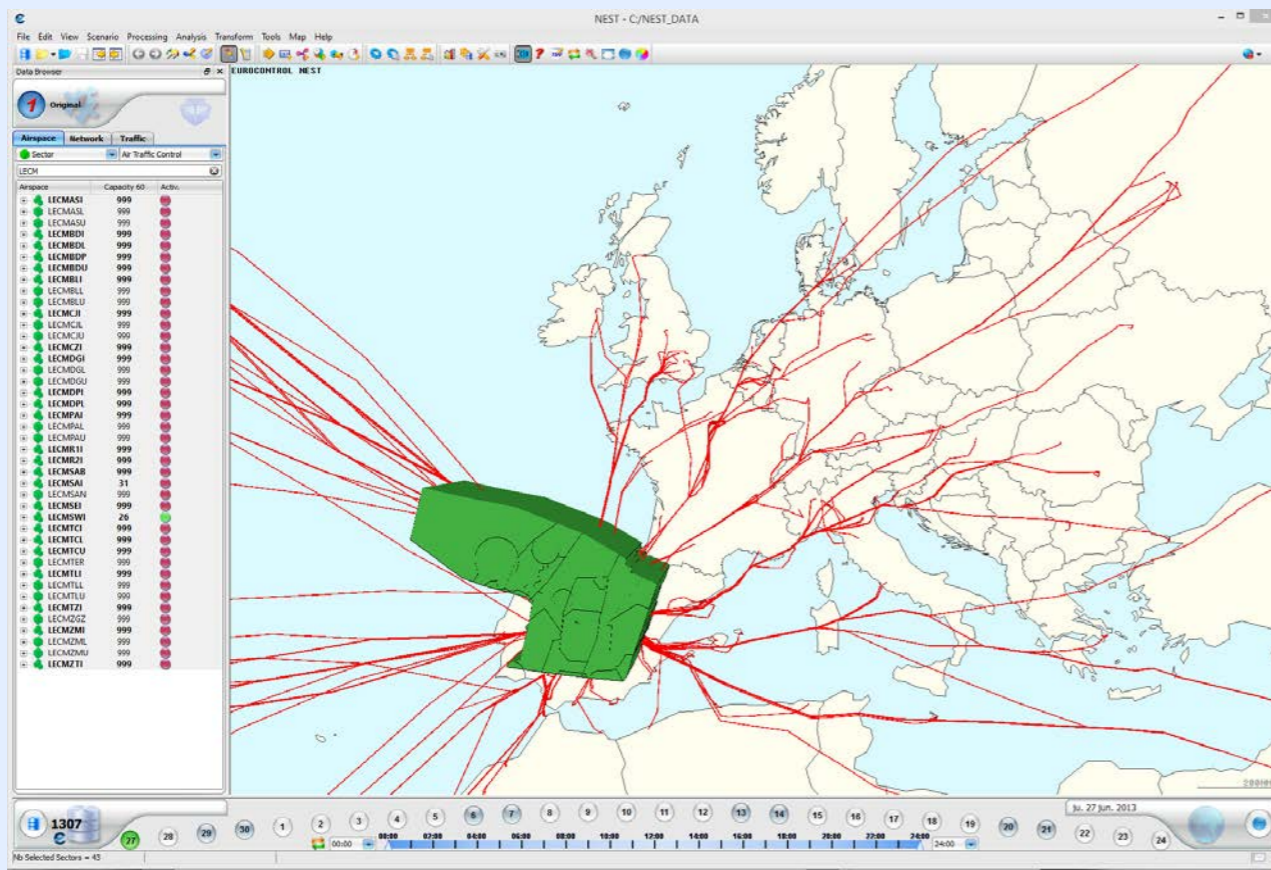 NEST - C:/NEST_DATA
File Edit View Scenario Processing Analysis Transform Tools Map Help
Data Browser
EUROCONTROL NEST
1 Original
Airspace Network Traffic
Sector Air Traffic Control
LECM
Airspace Capacity 60 Activ.
LECMASI 999
LECMASL 999
LECMASU 999
LECMBDI 999
LECMBDL 999
LECMBDP 999
LECMBDU 999
LECMBLI 999
LECMBLL 999
LECMBLU 999
LECMCJI 999
LECMCJL 999
LECMCJU 999
LECMCZI 999
LECMDGI 999
LECMDGL 999
LECMDGU 999
LECMDPI 999
LECMDPL 999
LECMPAI 999
LECMPAL 999
LECMPAU 999
LECMR1I 999
LECMR2I 999
LECMSAB 999
LECMSAI 31
LECMSAN 999
LECMSEI 999
LECMSWI 26
LECMTCI 999
LECMTCL 999
LECMTCU 999
LECMTER 999
LECMTLI 999
LECMTLL 999
LECMTLU 999
LECMTZI 999
LECMZGZ 999
LECMZMI 999
LECMZML 999
LECMZMU 999
LECMZTI 999
ju. 27 jun. 2013
1307
27 28 29 30 1 2 3 4 5 6 7 8 9 10 11 12 13 14 15 16 17 18 19 20 21 22 23 24
00:00 00:00 02:00 04:00 06:00 08:00 10:00 12:00 14:00 16:00 18:00 20:00 22:00 24:00 24:00
Nb Selected Sectors = 43